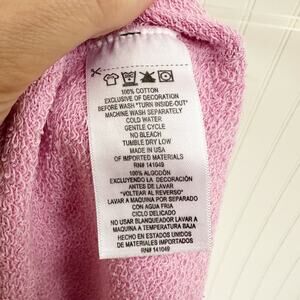 100% COTTON
EXCLUSIVE OF DECORATION
BEFORE WASH "TURN INSIDE-OUT"
MACHINE WASH SEPARATELY
COLD WATER
GENTLE CYCLE
NO BLEACH
TUMBLE DRY LOW
MADE IN USA
OF IMPORTED MATERIALS
RN# 141049
100% ALGODÓN
EXCLUYENDO LA DECORACIÓN
ANTES DE LAVAR
"VOLTEAR AL REVERSO"
LAVAR A MAQUINA POR SEPARADO
CON AGUA FRIA
CICLO DELICADO
NO USAR BLANQUEADOR LAVAR A
MAQUINA A TEMPERATURA BAJA
HECHO EN ESTADOS UNIDOS
DE MATERIALES IMPORTADOS
RN# 141049